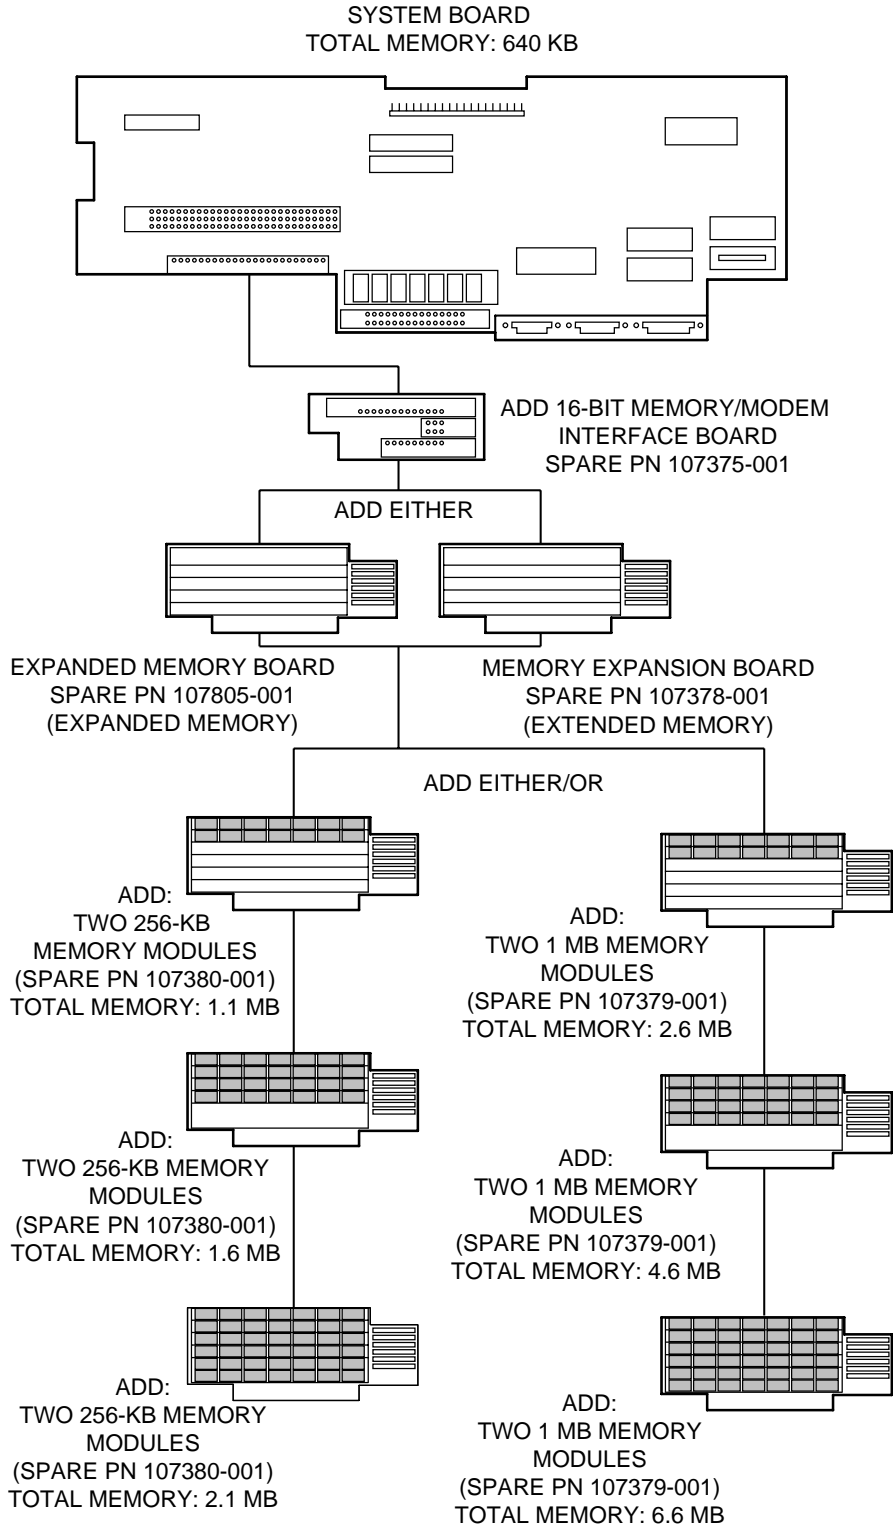 SYSTEM BOARD
TOTAL MEMORY: 640 KB
ADD 16-BIT MEMORY/MODEM
INTERFACE BOARD
SPARE PN 107375-001
ADD EITHER
EXPANDED MEMORY BOARD
SPARE PN 107805-001
(EXPANDED MEMORY)
MEMORY EXPANSION BOARD
SPARE PN 107378-001
(EXTENDED MEMORY)
ADD EITHER/OR
ADD:
TWO 256-KB
MEMORY MODULES
(SPARE PN 107380-001)
TOTAL MEMORY: 1.1 MB
ADD:
TWO 1 MB MEMORY
MODULES
(SPARE PN 107379-001)
TOTAL MEMORY: 2.6 MB
ADD:
TWO 256-KB MEMORY
MODULES
(SPARE PN 107380-001)
TOTAL MEMORY: 1.6 MB
ADD:
TWO 1 MB MEMORY
MODULES
(SPARE PN 107379-001)
TOTAL MEMORY: 4.6 MB
ADD:
TWO 256-KB MEMORY
MODULES
(SPARE PN 107380-001)
TOTAL MEMORY: 2.1 MB
ADD:
TWO 1 MB MEMORY
MODULES
(SPARE PN 107379-001)
TOTAL MEMORY: 6.6 MB